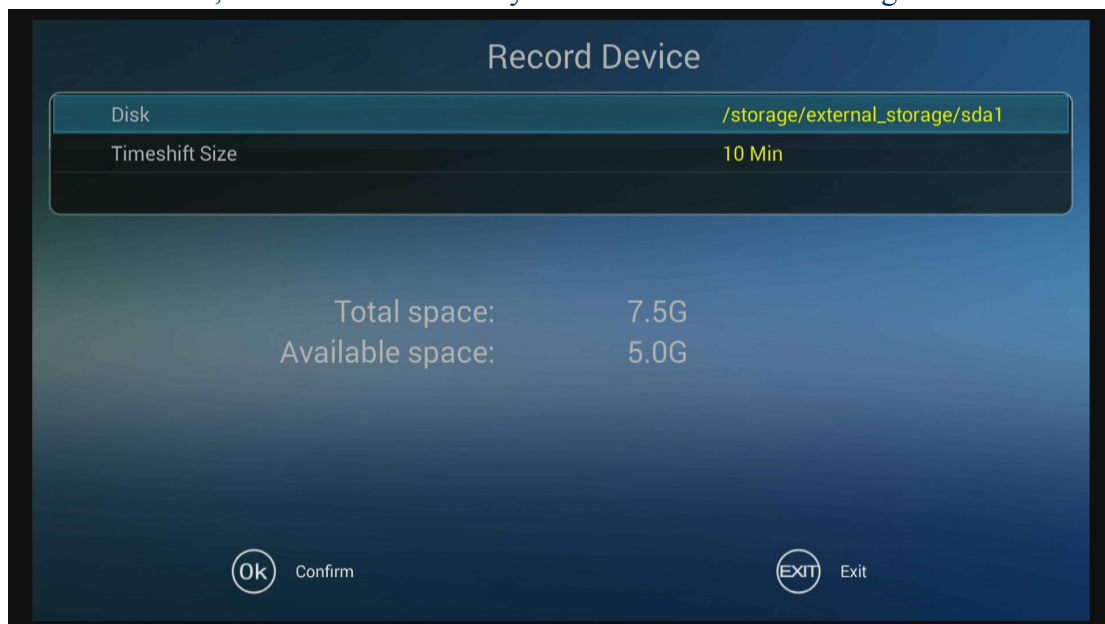 Record Device
Disk /storage/external_storage/sda1
Timeshift Size 10 Min
Total space: 7.5G
Available space: 5.0G
Ok Confirm EXIT Exit